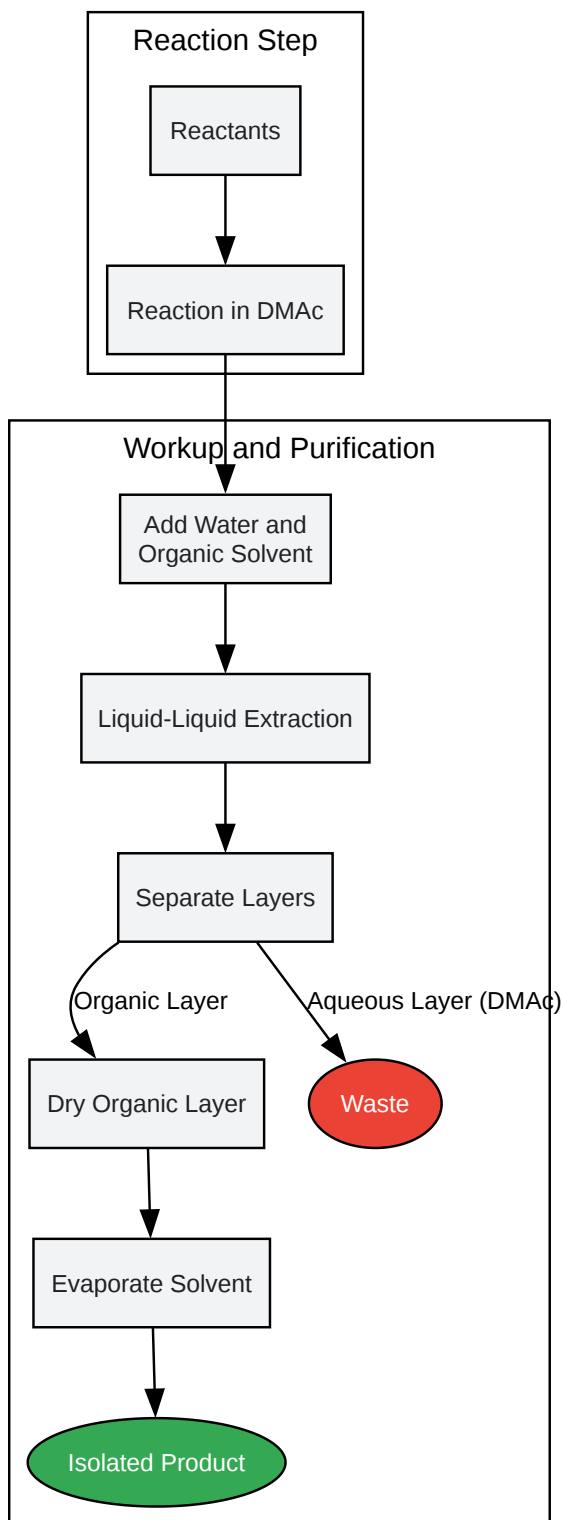 Reaction Step
Reactants
Reaction in DMAc
Workup and Purification
Add Water and
Organic Solvent
Liquid-Liquid Extraction
Separate Layers
Organic Layer
Aqueous Layer (DMAc)
Dry Organic Layer
Waste
Evaporate Solvent
Isolated Product